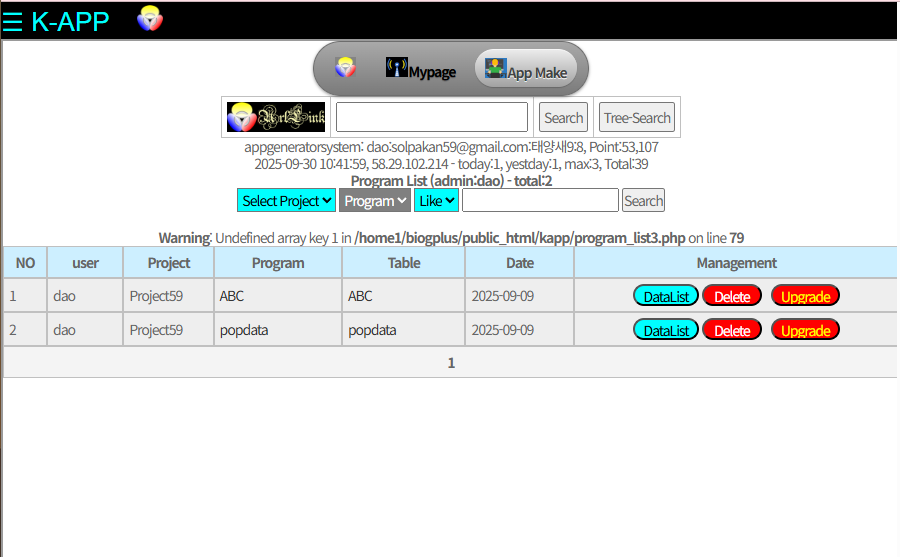 ☰ K-APP
Mypage App Make
UrlLink Search Tree-Search
appgeneratorsystem: dao:solpakan59@gmail.com:태양새9:8, Point:53,107
2025-09-30 10:41:59, 58.29.102.214 - today:1, yestday:1, max:3, Total:39
Program List (admin:dao) - total:2
Select Project Program Like Search
Warning: Undefined array key 1 in /home1/biogplus/public_html/kapp/program_list3.php on line 79
NO user Project Program Table Date Management
1 dao Project59 ABC ABC 2025-09-09 DataList Delete Upgrade
2 dao Project59 popdata popdata 2025-09-09 DataList Delete Upgrade
1